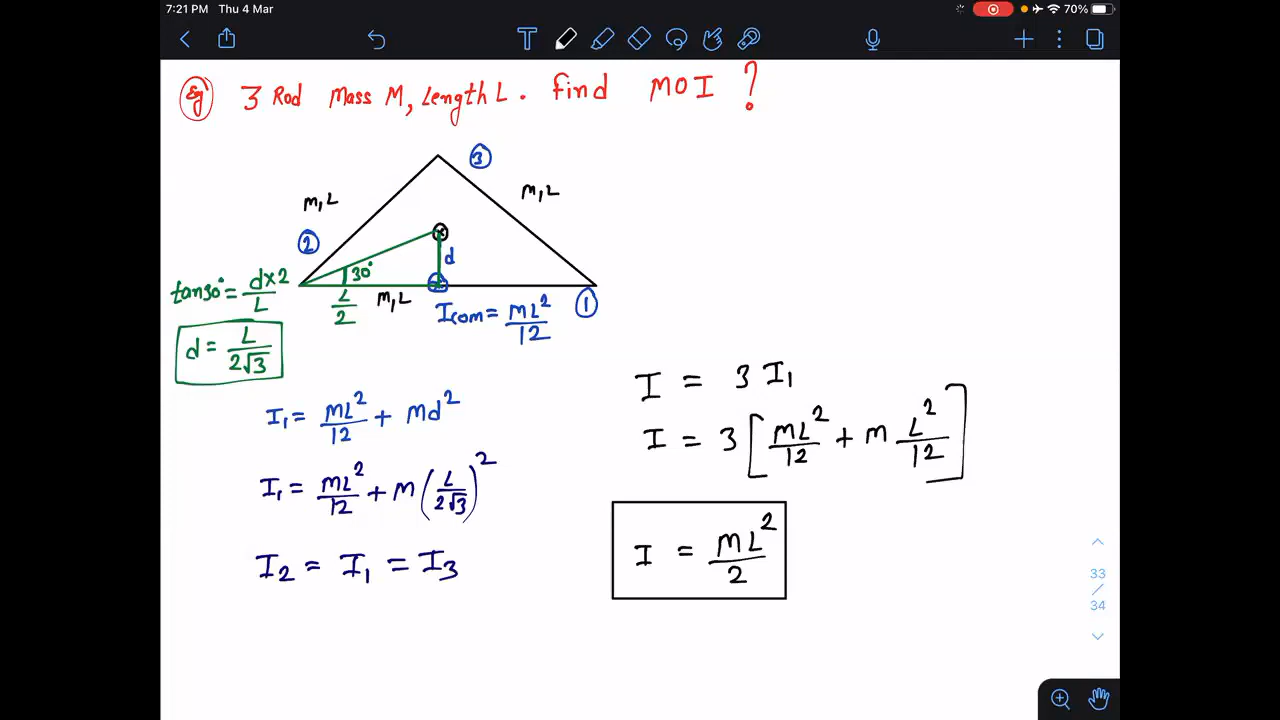 7:21 PM Thu 4 Mar 70%
Eg 3 Rod Mass M, Length L. Find MOI ?
3
M, L M, L
2
d
30°
tan30° = d×2/L
L/2 M, L Icom = ML²/12 1
d = L/2√3
I = 3 I₁
I₁ = ML²/12 + Md²
I = 3 [ML²/12 + M L²/12]
I₁ = ML²/12 + M (L/2√3)²
I = ML²/2
I₂ = I₁ = I₃
33
/
34